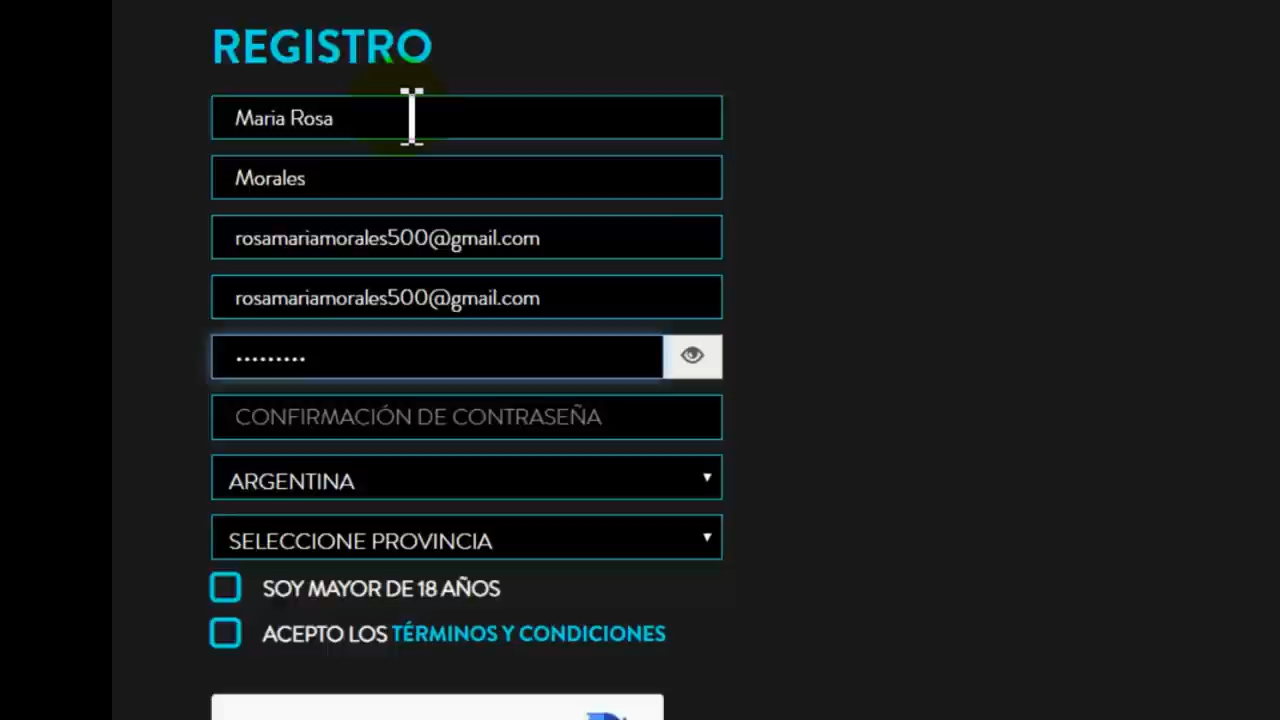 REGISTRO
Maria Rosa
Morales
rosamariamorales500@gmail.com
rosamariamorales500@gmail.com
•••••••••
CONFIRMACIÓN DE CONTRASEÑA
ARGENTINA
SELECCIONE PROVINCIA
SOY MAYOR DE 18 AÑOS
ACEPTO LOS TÉRMINOS Y CONDICIONES